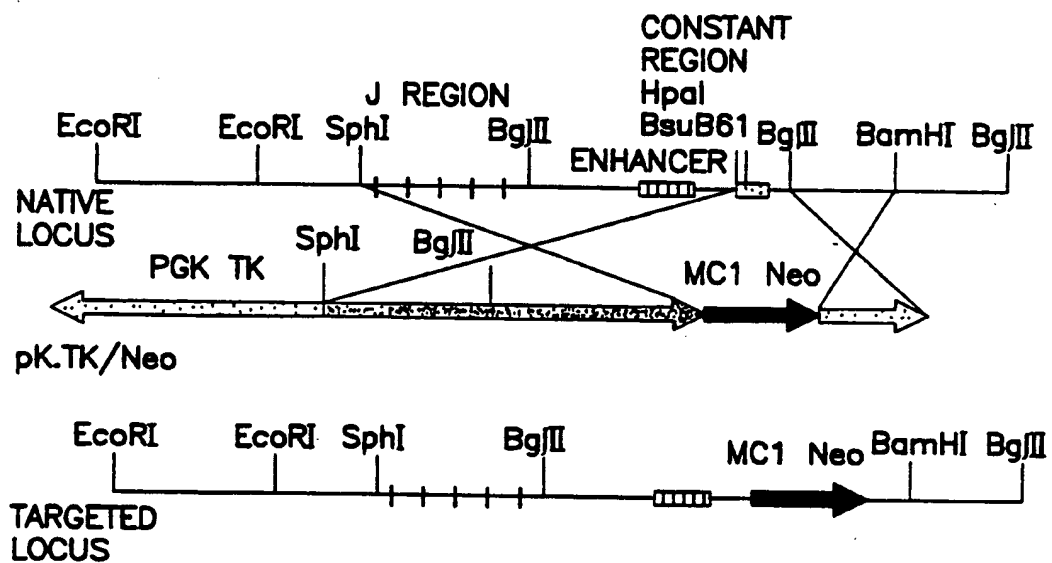 CONSTANT
REGION
J REGION HpaI
EcoRI EcoRI SphI BglII BsuB61 BglII BamHI BglII
ENHANCER
NATIVE
LOCUS
SphI BglII
PGK TK MC1 Neo
pK.TK/Neo
EcoRI EcoRI SphI BglII MC1 Neo BamHI BglII
TARGETED
LOCUS